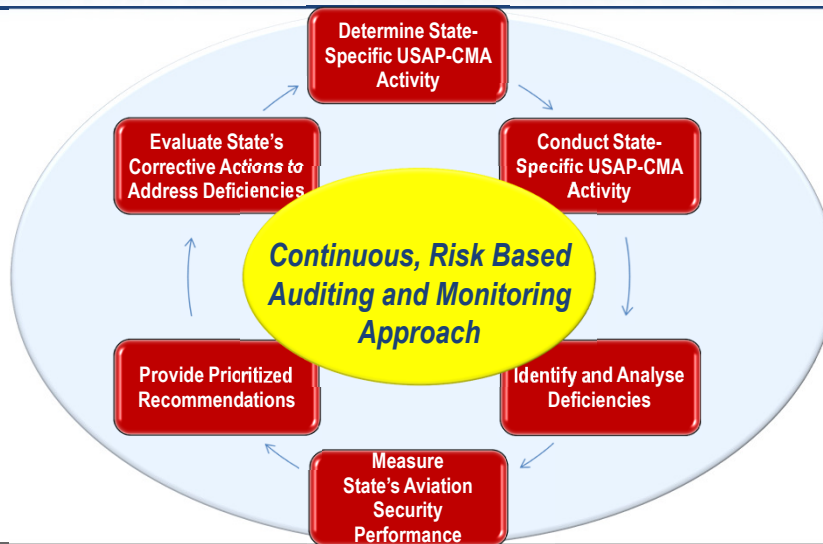 Determine State-
Specific USAP-CMA
Activity
Evaluate State's
Corrective Actions to
Address Deficiencies
Conduct State-
Specific USAP-CMA
Activity
Continuous, Risk Based
Auditing and Monitoring
Approach
Provide Prioritized
Recommendations
Identify and Analyse
Deficiencies
Measure
State's Aviation
Security
Performance